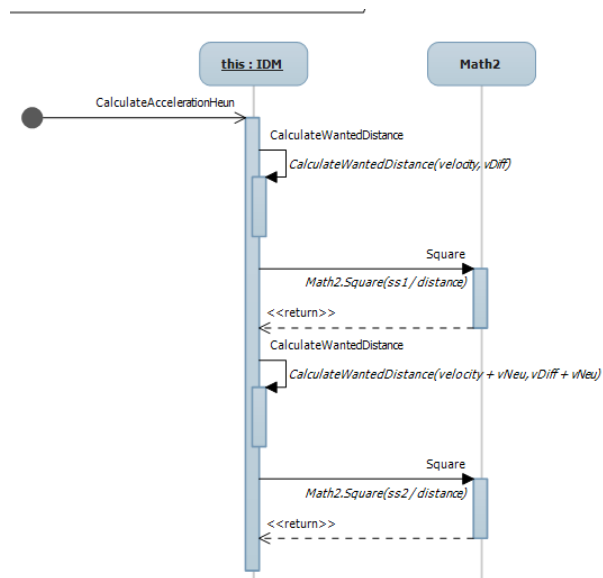 this : IDM
Math2
CalculateAccelerationHeun
CalculateWantedDistance
CalculateWantedDistance(velocity, vDiff)
Square
Math2.Square(ss1 / distance)
<<return>>
CalculateWantedDistance
CalculateWantedDistance(velocity + vNeu, vDiff + vNeu)
Square
Math2.Square(ss2 / distance)
<<return>>